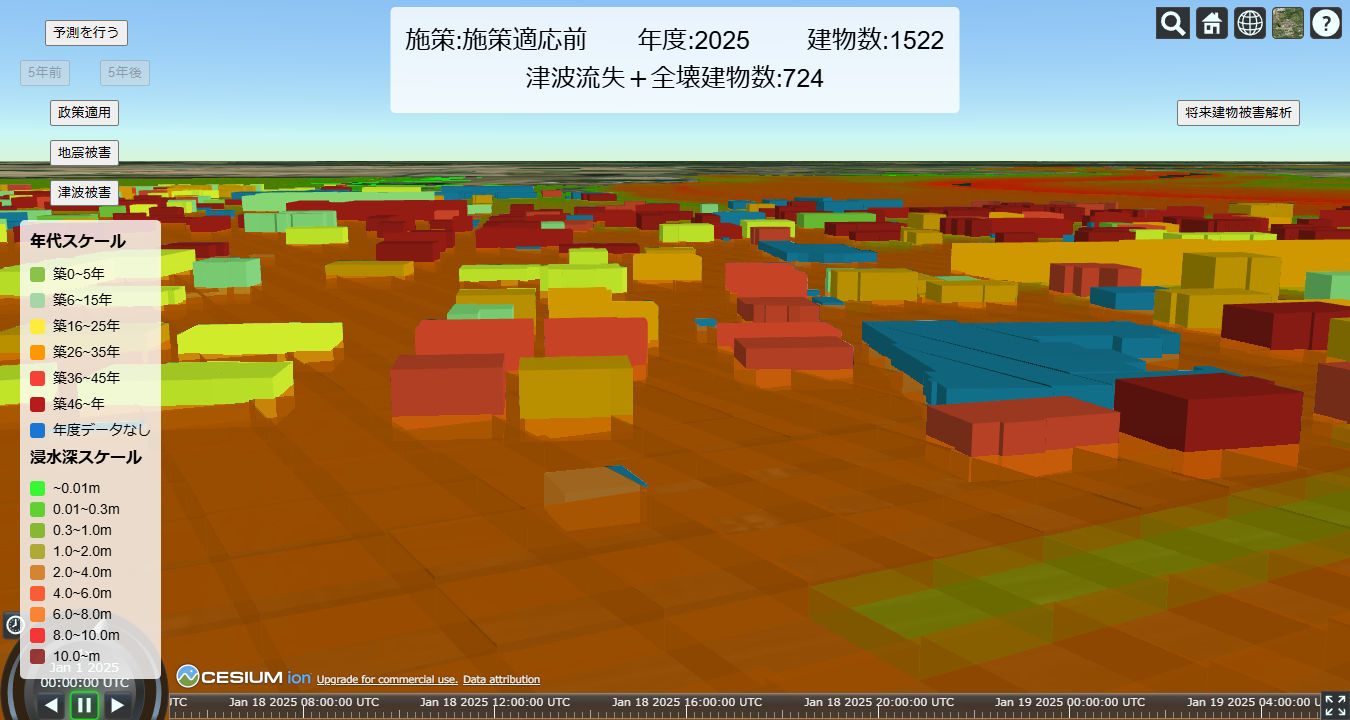 予測を行う
5年前 5年後
政策適用
地震被害
津波被害
施策:施策適応前 年度:2025 建物数:1522
津波流失＋全壊建物数:724
将来建物被害解析
年代スケール
築0~5年
築6~15年
築16~25年
築26~35年
築36~45年
築46~年
年度データなし
浸水深スケール
~0.01m
0.01~0.3m
0.3~1.0m
1.0~2.0m
2.0~4.0m
4.0~6.0m
6.0~8.0m
8.0~10.0m
10.0~m
Jan 1 2025
00:00:00 UTC
CESIUM ion Upgrade for commercial use. Data attribution
UTC Jan 18 2025 08:00:00 UTC Jan 18 2025 12:00:00 UTC Jan 18 2025 16:00:00 UTC Jan 18 2025 20:00:00 UTC Jan 19 2025 00:00:00 UTC Jan 19 2025 04:00:00 U
?